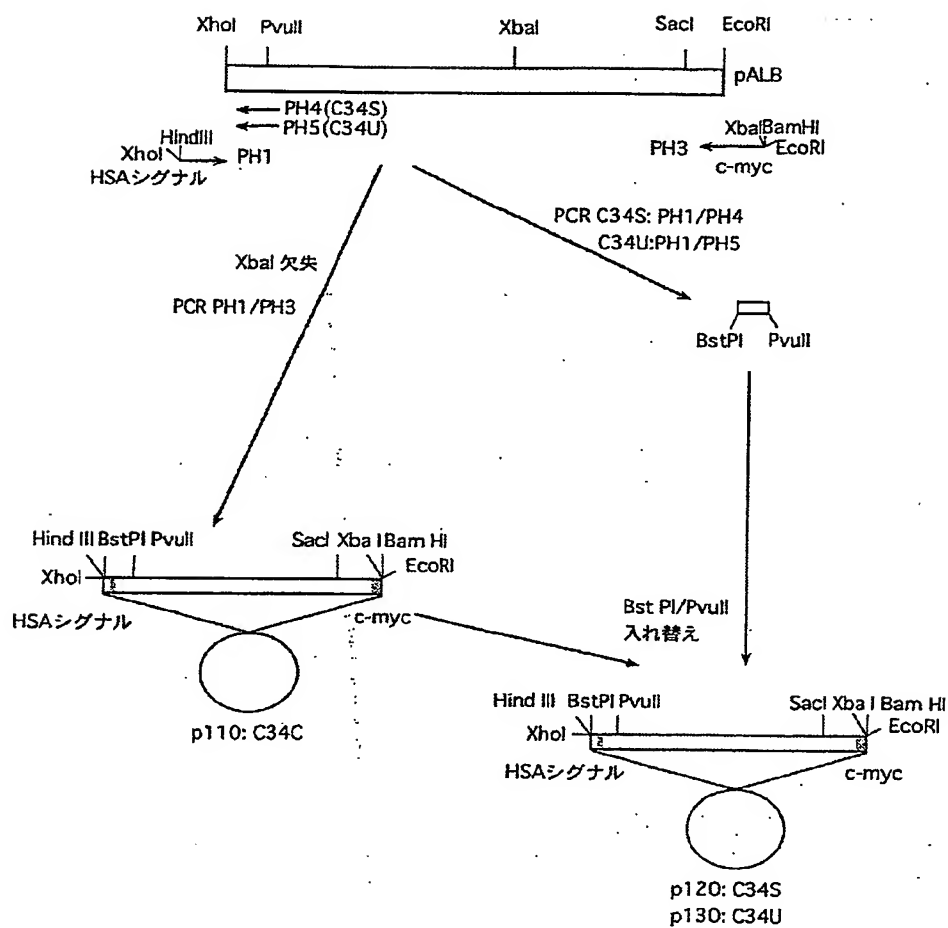 XhoI PvuII XbaI SacI EcoRI
pALB
PH4(C34S)
PH5(C34U)
HindIII
XhoI PH1
HSAシグナル
XbaI BamHI
PH3 EcoRI
c-myc
PCR C34S: PH1/PH4
C34U:PH1/PH5
XbaI 欠失
PCR PH1/PH3
BstPI PvuII
Hind III BstPI PvuII SacI Xba I Bam HI
XhoI EcoRI
HSAシグナル c-myc
p110: C34C
Bst PI/PvuII
入れ替え
Hind III BstPI PvuII SacI Xba I Bam HI
XhoI EcoRI
HSAシグナル c-myc
p120: C34S
p130: C34U